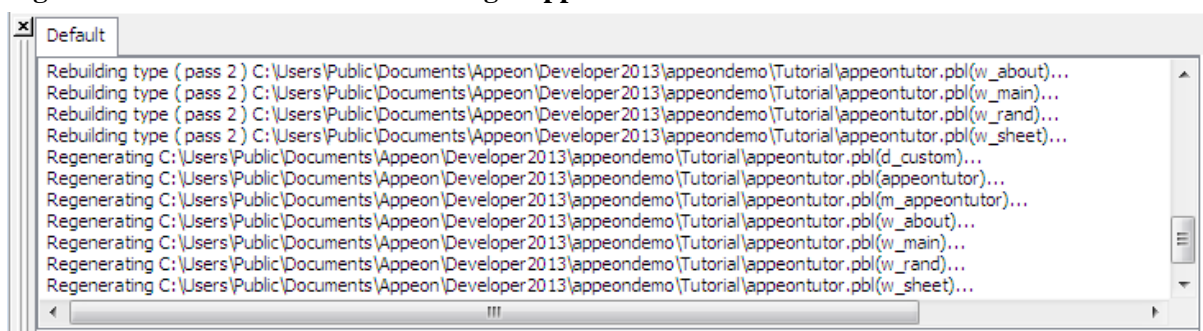 Default
Rebuilding type ( pass 2 ) C:\Users\Public\Documents\Appeon\Developer2013\appeondemo\Tutorial\appeontutor.pbl(w_about)...
Rebuilding type ( pass 2 ) C:\Users\Public\Documents\Appeon\Developer2013\appeondemo\Tutorial\appeontutor.pbl(w_main)...
Rebuilding type ( pass 2 ) C:\Users\Public\Documents\Appeon\Developer2013\appeondemo\Tutorial\appeontutor.pbl(w_rand)...
Rebuilding type ( pass 2 ) C:\Users\Public\Documents\Appeon\Developer2013\appeondemo\Tutorial\appeontutor.pbl(w_sheet)...
Regenerating C:\Users\Public\Documents\Appeon\Developer2013\appeondemo\Tutorial\appeontutor.pbl(d_custom)...
Regenerating C:\Users\Public\Documents\Appeon\Developer2013\appeondemo\Tutorial\appeontutor.pbl(appeontutor)...
Regenerating C:\Users\Public\Documents\Appeon\Developer2013\appeondemo\Tutorial\appeontutor.pbl(m_appeontutor)...
Regenerating C:\Users\Public\Documents\Appeon\Developer2013\appeondemo\Tutorial\appeontutor.pbl(w_about)...
Regenerating C:\Users\Public\Documents\Appeon\Developer2013\appeondemo\Tutorial\appeontutor.pbl(w_main)...
Regenerating C:\Users\Public\Documents\Appeon\Developer2013\appeondemo\Tutorial\appeontutor.pbl(w_rand)...
Regenerating C:\Users\Public\Documents\Appeon\Developer2013\appeondemo\Tutorial\appeontutor.pbl(w_sheet)...